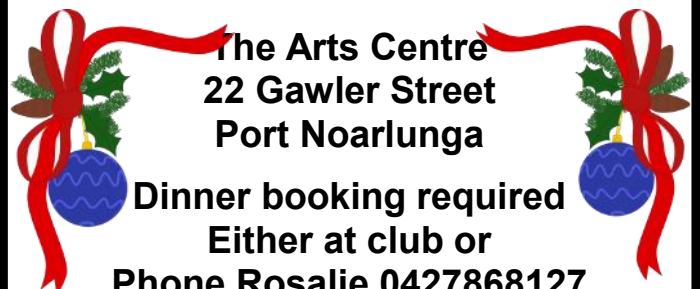 The Arts Centre
22 Gawler Street
Port Noarlunga
Dinner booking required
Either at club or
Phone Rosalie 0427868127